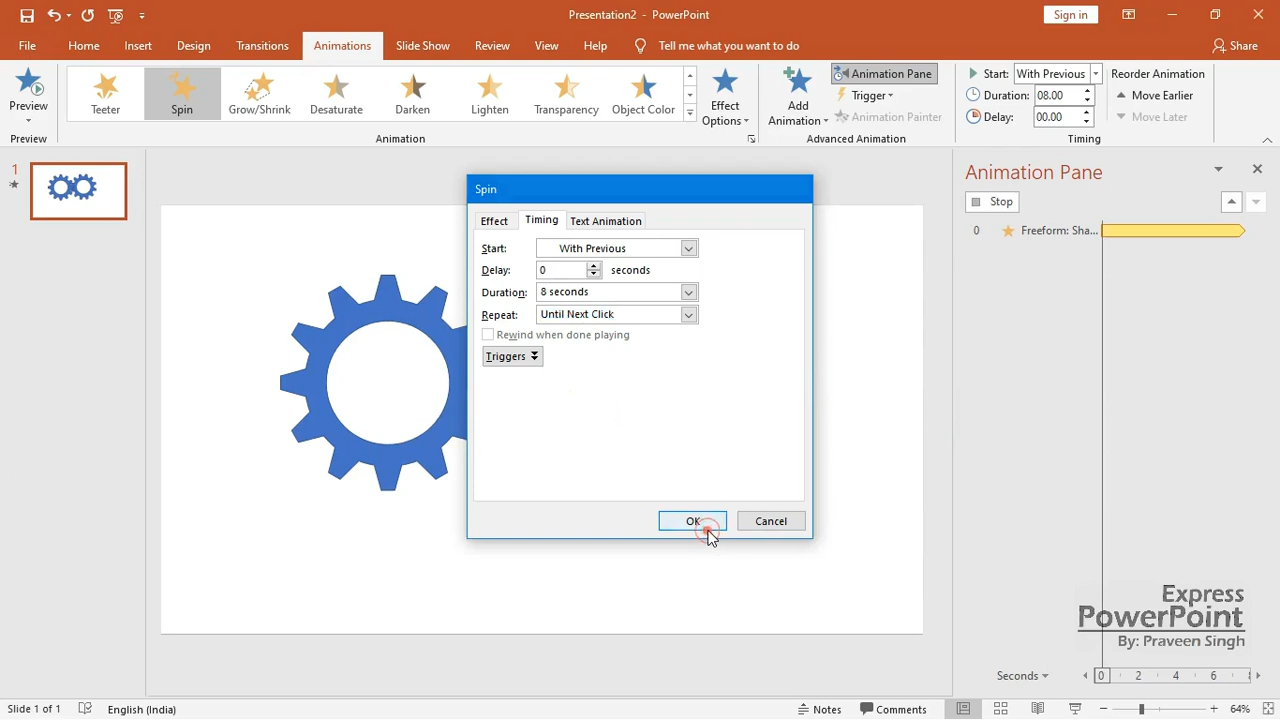 Presentation2 - PowerPoint
Sign in
File
Home
Insert
Design
Transitions
Animations
Slide Show
Review
View
Help
Tell me what you want to do
Share
Preview
Teeter
Spin
Grow/Shrink
Desaturate
Darken
Lighten
Transparency
Object Color
Effect
Options
Add
Animation
Animation Pane
Trigger
Animation Painter
Start: With Previous
Duration: 08.00
Delay: 00.00
Reorder Animation
Move Earlier
Move Later
Preview
Animation
Advanced Animation
Timing
1
Animation Pane
Stop
0 Freeform: Sha...
Spin
Effect
Timing
Text Animation
Start: With Previous
Delay: 0 seconds
Duration: 8 seconds
Repeat: Until Next Click
Rewind when done playing
Triggers
OK
Cancel
Express
PowerPoint
By: Praveen Singh
Seconds
0 2 4 6
Slide 1 of 1
English (India)
Notes
Comments
64%